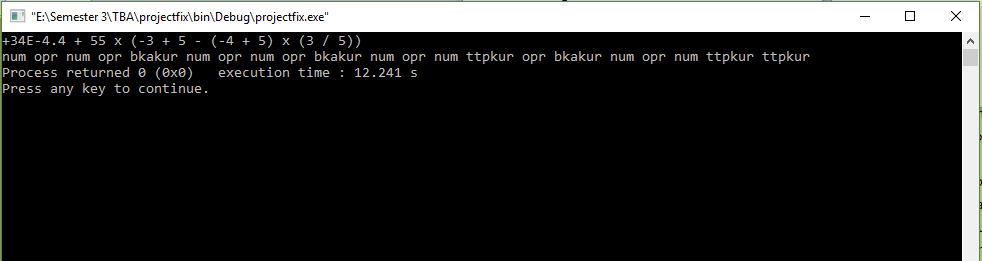 "E:\Semester 3\TBA\projectfix\bin\Debug\projectfix.exe"
+34E-4.4 + 55 x (-3 + 5 - (-4 + 5) x (3 / 5))
num opr num opr bkakur num opr num opr bkakur num opr num ttpkur opr bkakur num opr num ttpkur ttpkur
Process returned 0 (0x0)   execution time : 12.241 s
Press any key to continue.